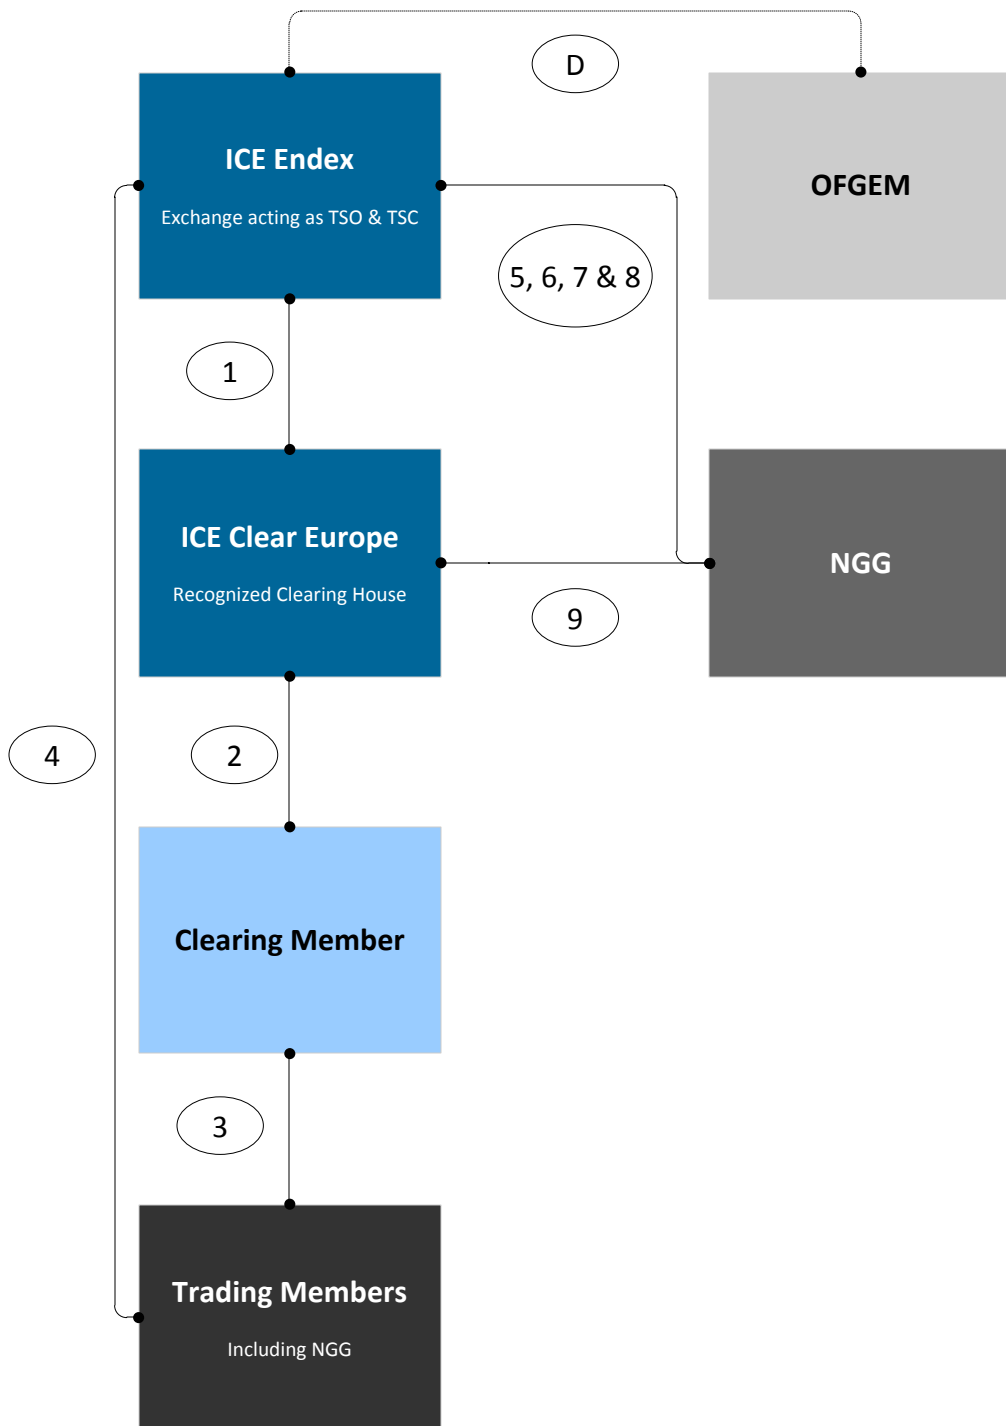 D
ICE Endex
Exchange acting as TSO & TSC
OFGEM
5, 6, 7 & 8
1
ICE Clear Europe
Recognized Clearing House
NGG
9
4
2
Clearing Member
3
Trading Members
Including NGG